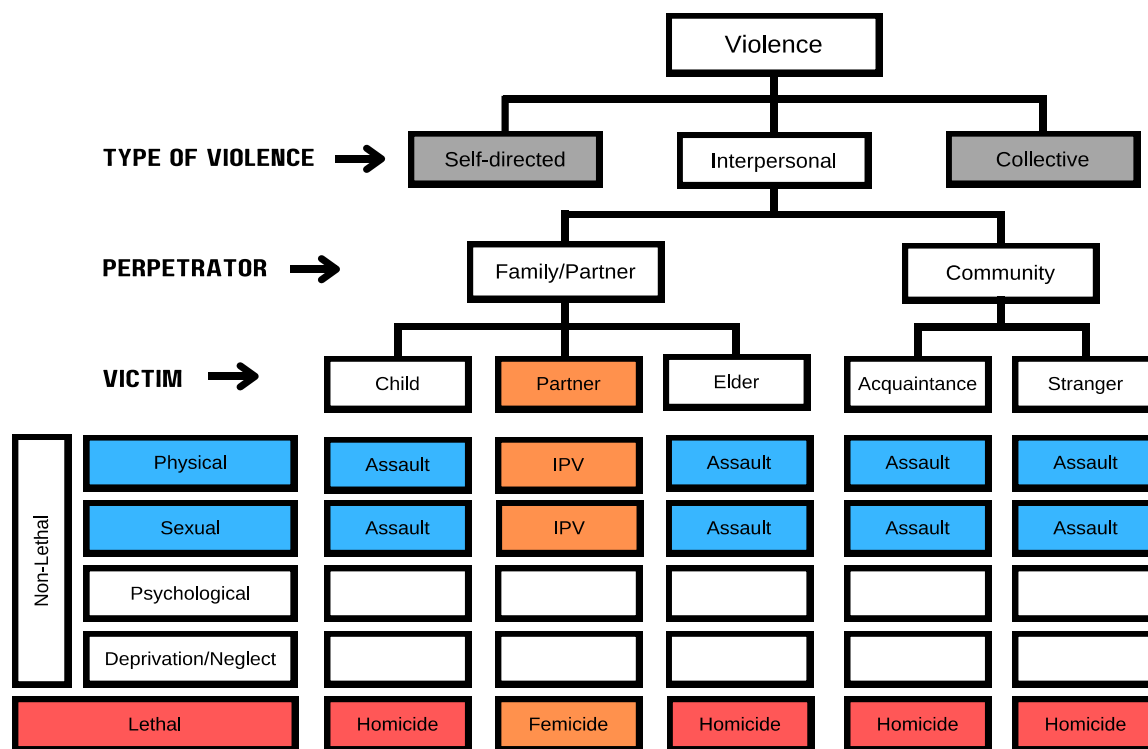 Violence
TYPE OF VIOLENCE
Self-directed
Interpersonal
Collective
PERPETRATOR
Family/Partner
Community
VICTIM
Child
Partner
Elder
Acquaintance
Stranger
Non-Lethal
Physical
Assault
IPV
Assault
Assault
Assault
Sexual
Assault
IPV
Assault
Assault
Assault
Psychological
Deprivation/Neglect
Lethal
Homicide
Femicide
Homicide
Homicide
Homicide